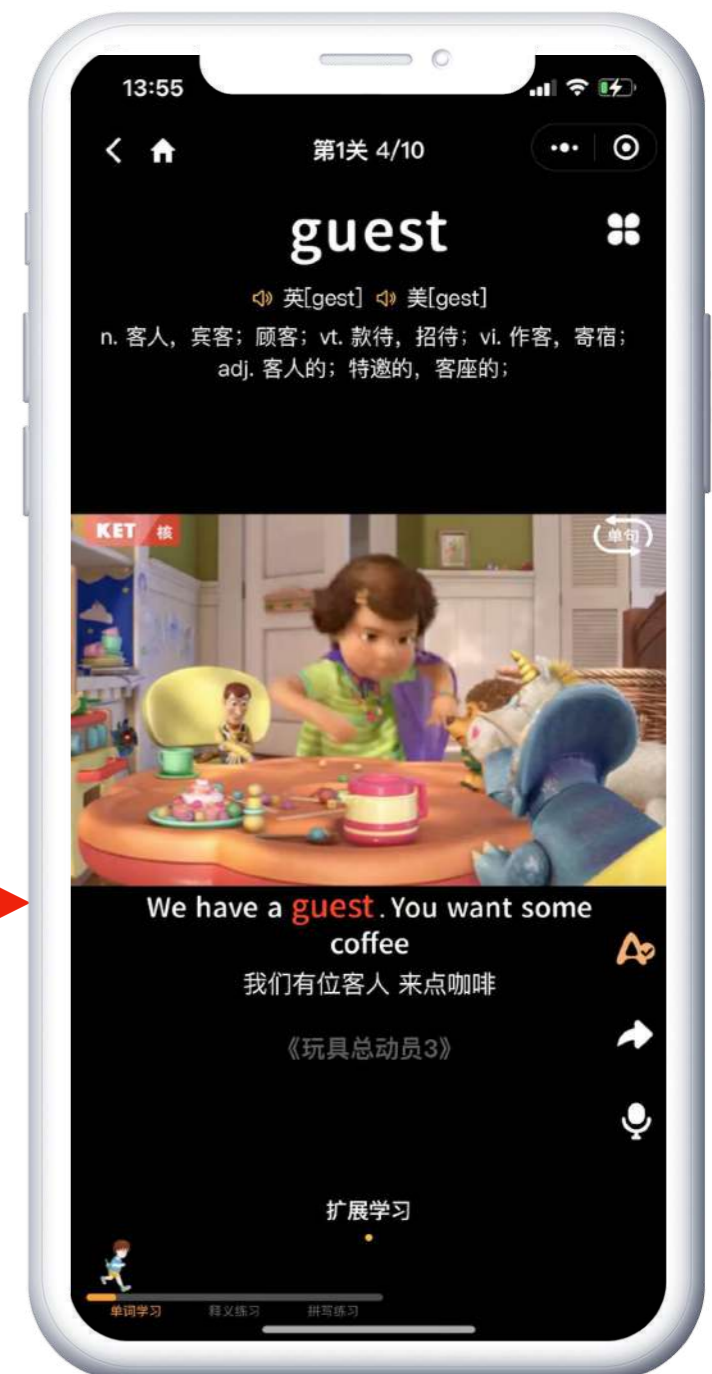 13:55
第1关 4/10
guest
英[gest] 美[gest]
n. 客人，宾客；顾客；vt. 款待，招待；vi. 作客，寄宿；
adj. 客人的；特邀的，客座的；
KET 核
单句
We have a guest. You want some
coffee
我们有位客人 来点咖啡
《玩具总动员3》
扩展学习
单词学习 释义练习 拼写练习